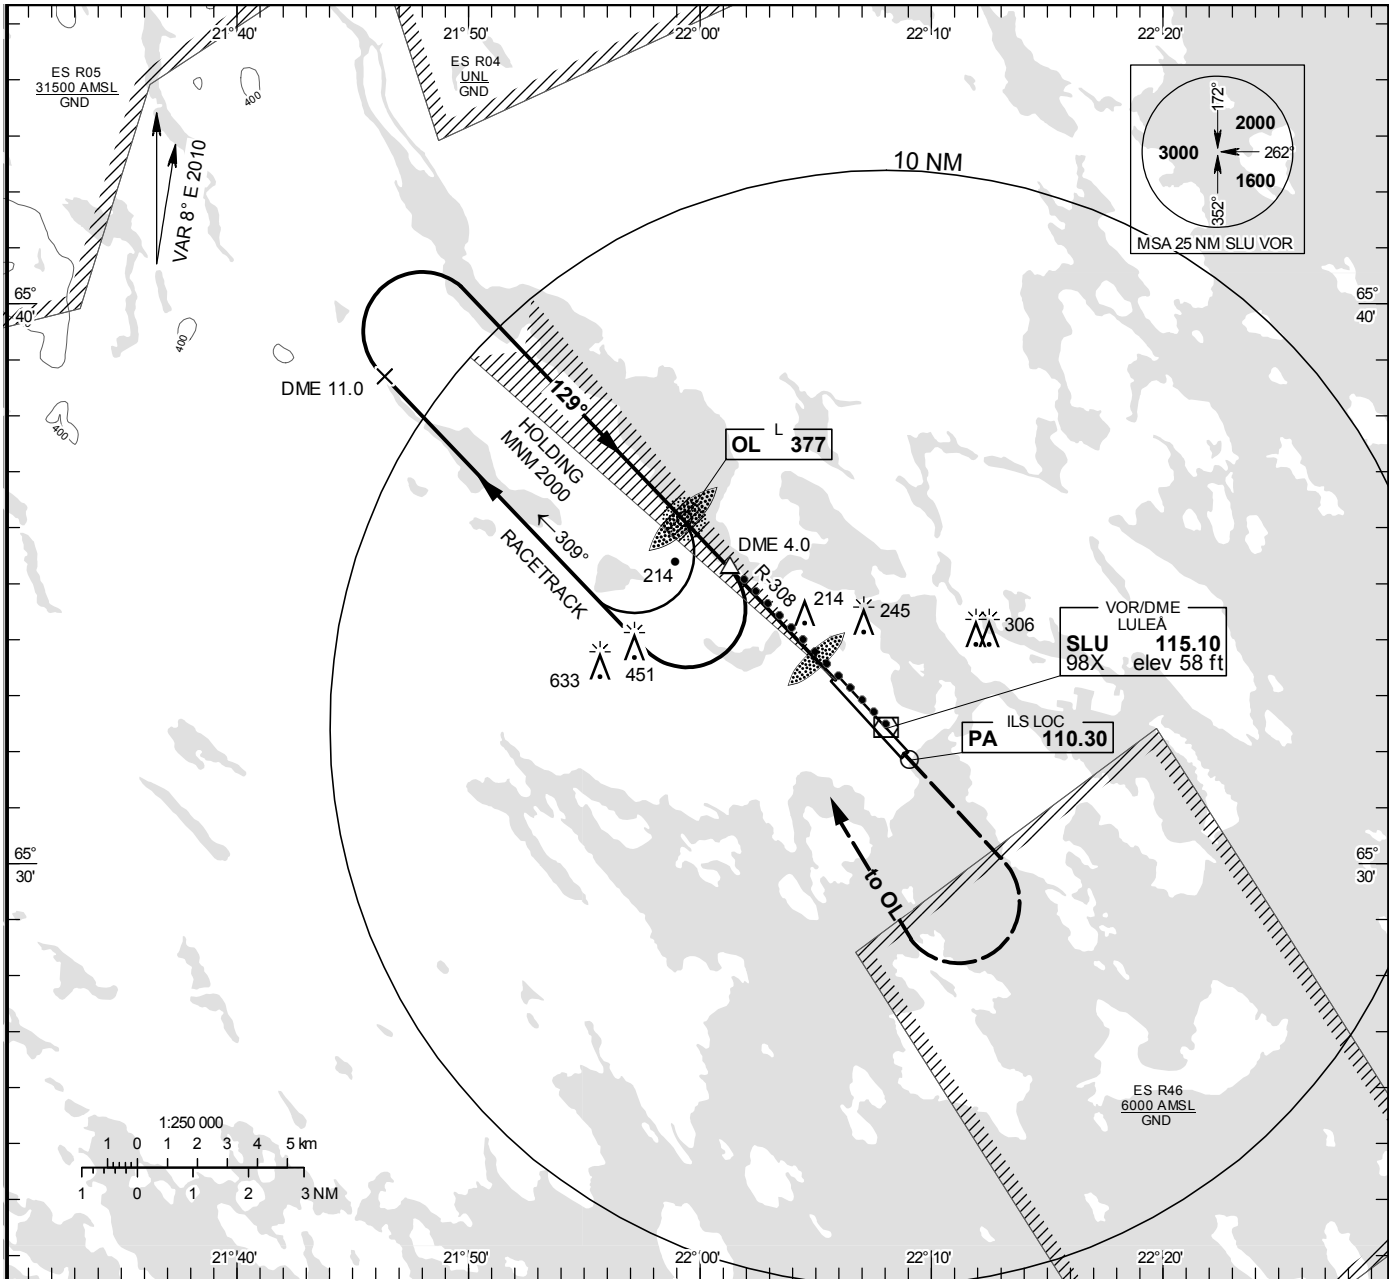 21°40'
21°50'
22°00'
22°10'
22°20'
ES R05
31500 AMSL
GND
ES R04
UNL
GND
400
VAR 8° E 2010
172°
2000
3000
262°
1600
352°
MSA 25 NM SLU VOR
10 NM
65°
40'
65°
40'
400
DME 11.0
400
129°
HOLDING
MNM 2000
L
OL 377
309°
RACETRACK
DME 4.0
R-308
214
214
245
306
633
451
VOR/DME
LULEÅ
SLU 115.10
98X elev 58 ft
ILS LOC
PA 110.30
to OL
65°
30'
65°
30'
ES R46
6000 AMSL
GND
1:250 000
1 0 1 2 3 4 5 km
1 0 1 2 3 NM
21°40'
21°50'
22°00'
22°10'
22°20'